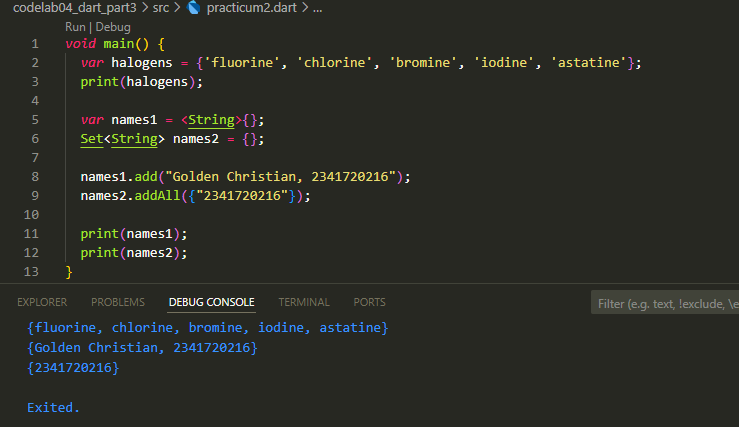 codelab04_dart_part3 > src > practicum2.dart > ...
Run | Debug
1 void main() {
2   var halogens = {'fluorine', 'chlorine', 'bromine', 'iodine', 'astatine'};
3   print(halogens);
4
5   var names1 = <String>{};
6   Set<String> names2 = {};
7
8   names1.add("Golden Christian, 2341720216");
9   names2.addAll({"2341720216"});
10
11   print(names1);
12   print(names2);
13 }
EXPLORER PROBLEMS DEBUG CONSOLE TERMINAL PORTS Filter (e.g. text, !exclude, \e
{fluorine, chlorine, bromine, iodine, astatine}
{Golden Christian, 2341720216}
{2341720216}
Exited.